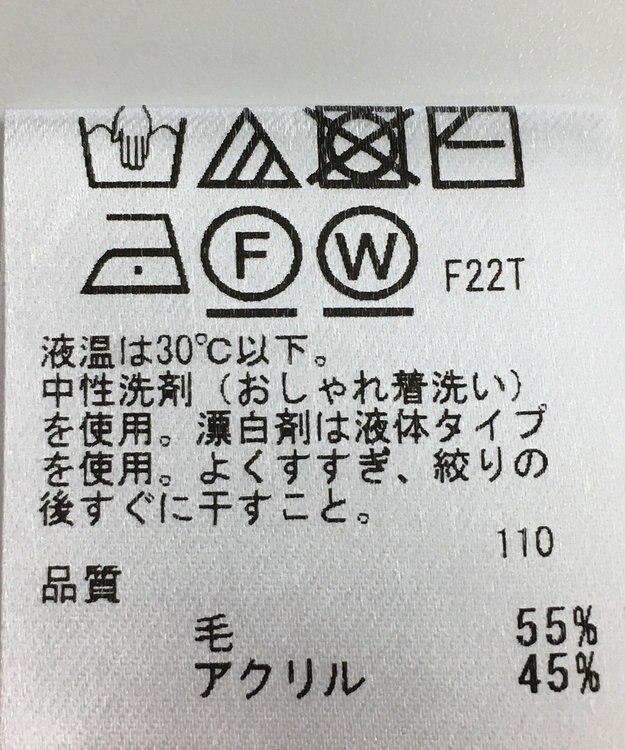 F
W
F22T
液温は30℃以下。
中性洗剤（おしゃれ着洗い）
を使用。漂白剤は液体タイプ
を使用。よくすすぎ、絞りの
後すぐに干すこと。
110
品質
毛 55%
アクリル 45%